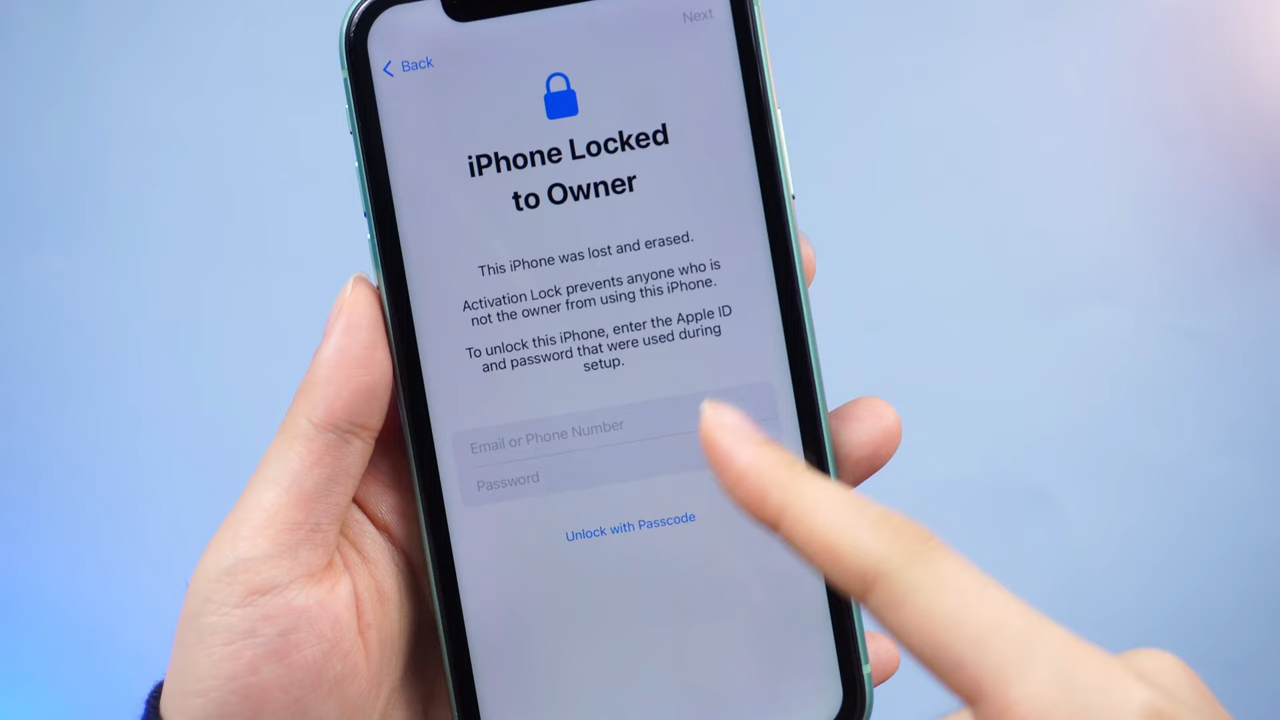 Next
Back
iPhone Locked
to Owner
This iPhone was lost and erased.
Activation Lock prevents anyone who is
not the owner from using this iPhone.
To unlock this iPhone, enter the Apple ID
and password that were used during
setup.
Email or Phone Number
Password
Unlock with Passcode